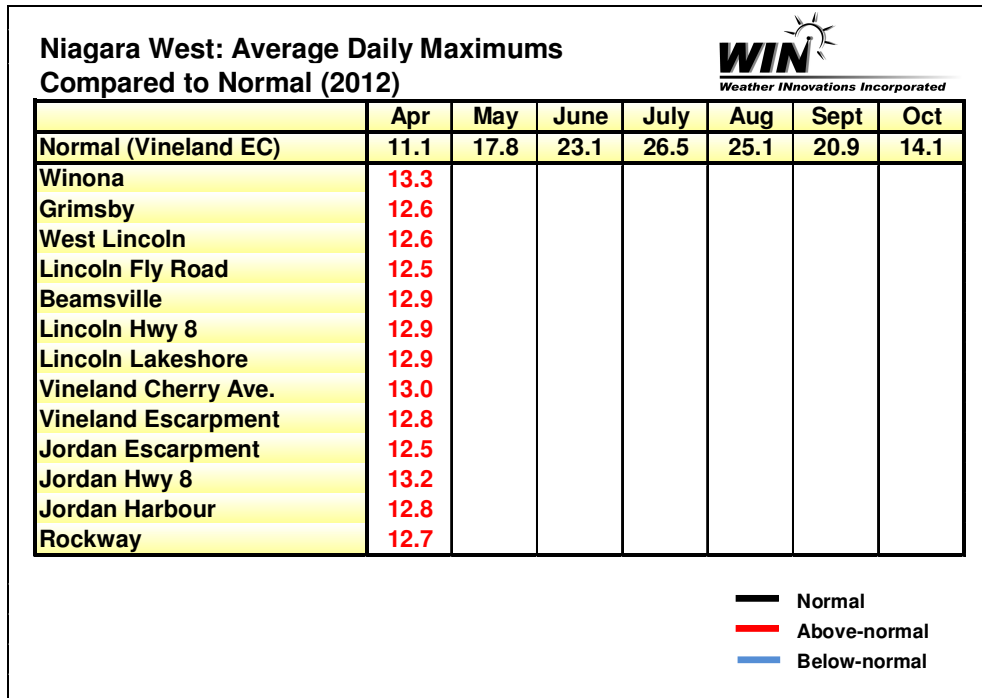 Niagara West: Average Daily Maximums
Compared to Normal (2012)
WIN
Weather INnovations Incorporated
Apr May June July Aug Sept Oct
Normal (Vineland EC) 11.1 17.8 23.1 26.5 25.1 20.9 14.1
Winona 13.3
Grimsby 12.6
West Lincoln 12.6
Lincoln Fly Road 12.5
Beamsville 12.9
Lincoln Hwy 8 12.9
Lincoln Lakeshore 12.9
Vineland Cherry Ave. 13.0
Vineland Escarpment 12.8
Jordan Escarpment 12.5
Jordan Hwy 8 13.2
Jordan Harbour 12.8
Rockway 12.7
Normal
Above-normal
Below-normal